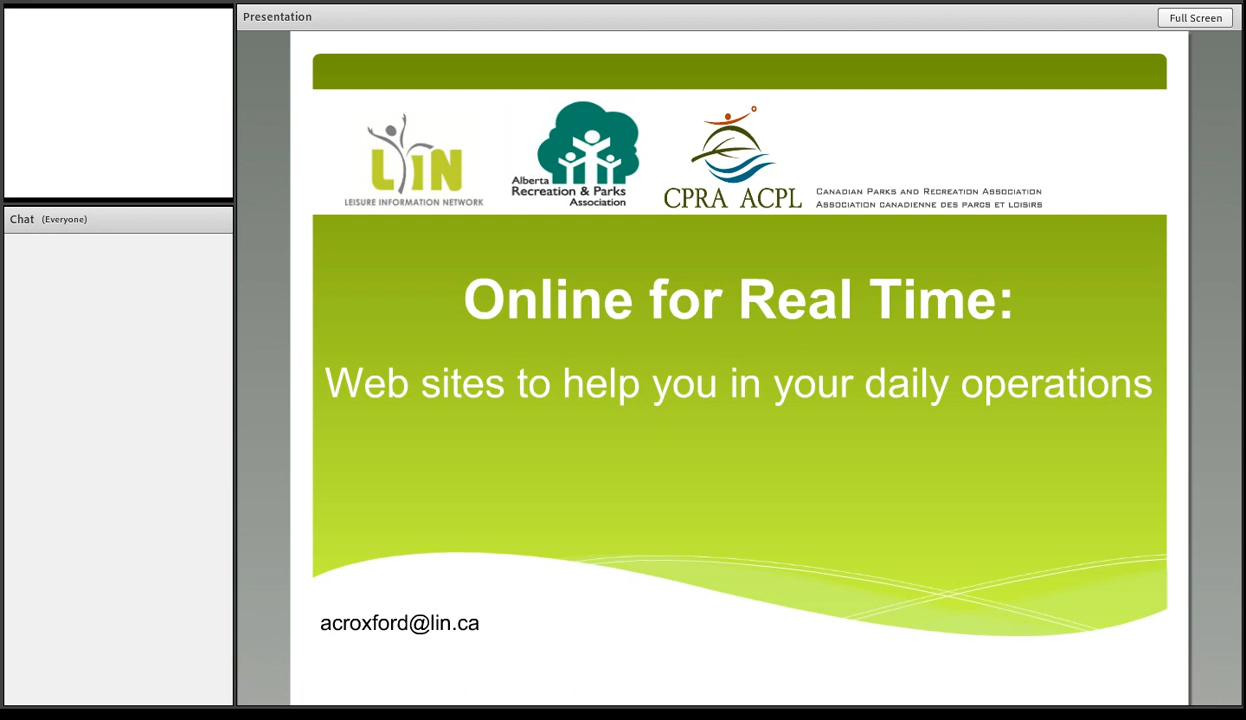 Presentation
Full Screen
Chat (Everyone)
LIN
LEISURE INFORMATION NETWORK
Alberta
Recreation & Parks
Association
CPRA ACPL
CANADIAN PARKS AND RECREATION ASSOCIATION
ASSOCIATION CANADIENNE DES PARCS ET LOISIRS
Online for Real Time:
Web sites to help you in your daily operations
acroxford@lin.ca